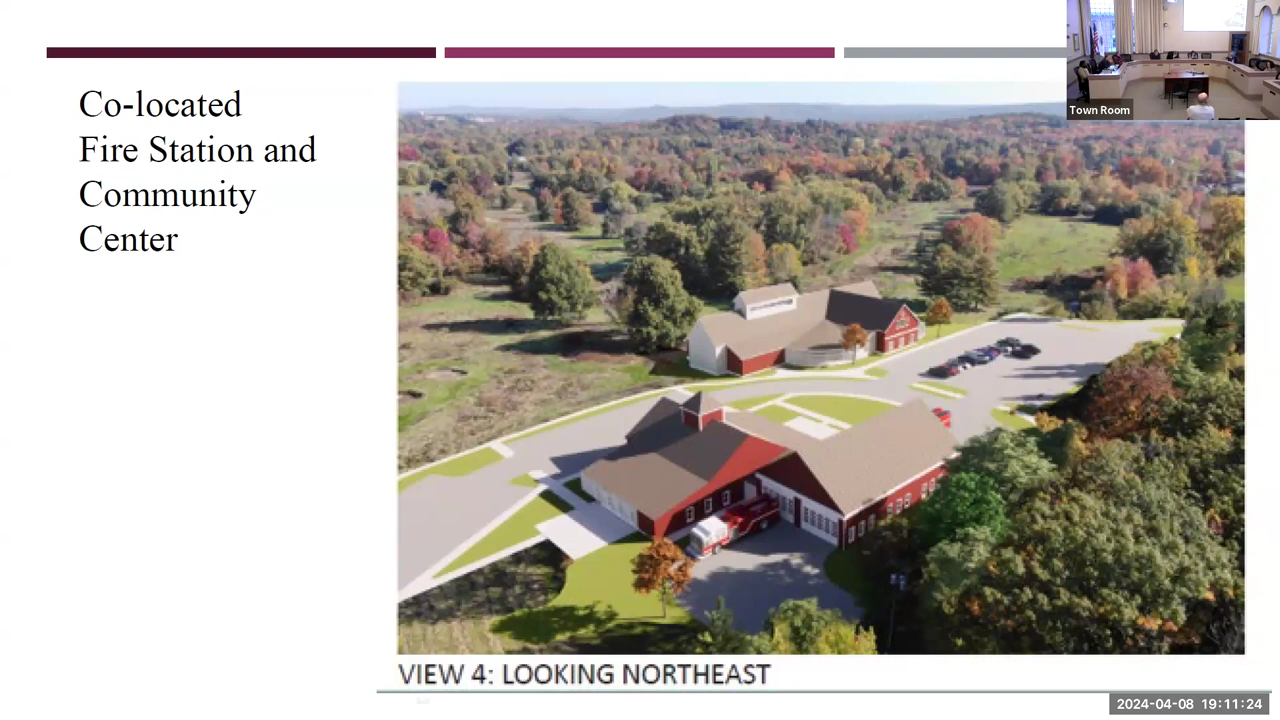 Co-located
Fire Station and
Community
Center
Town Room
VIEW 4: LOOKING NORTHEAST
2024-04-08 19:11:24